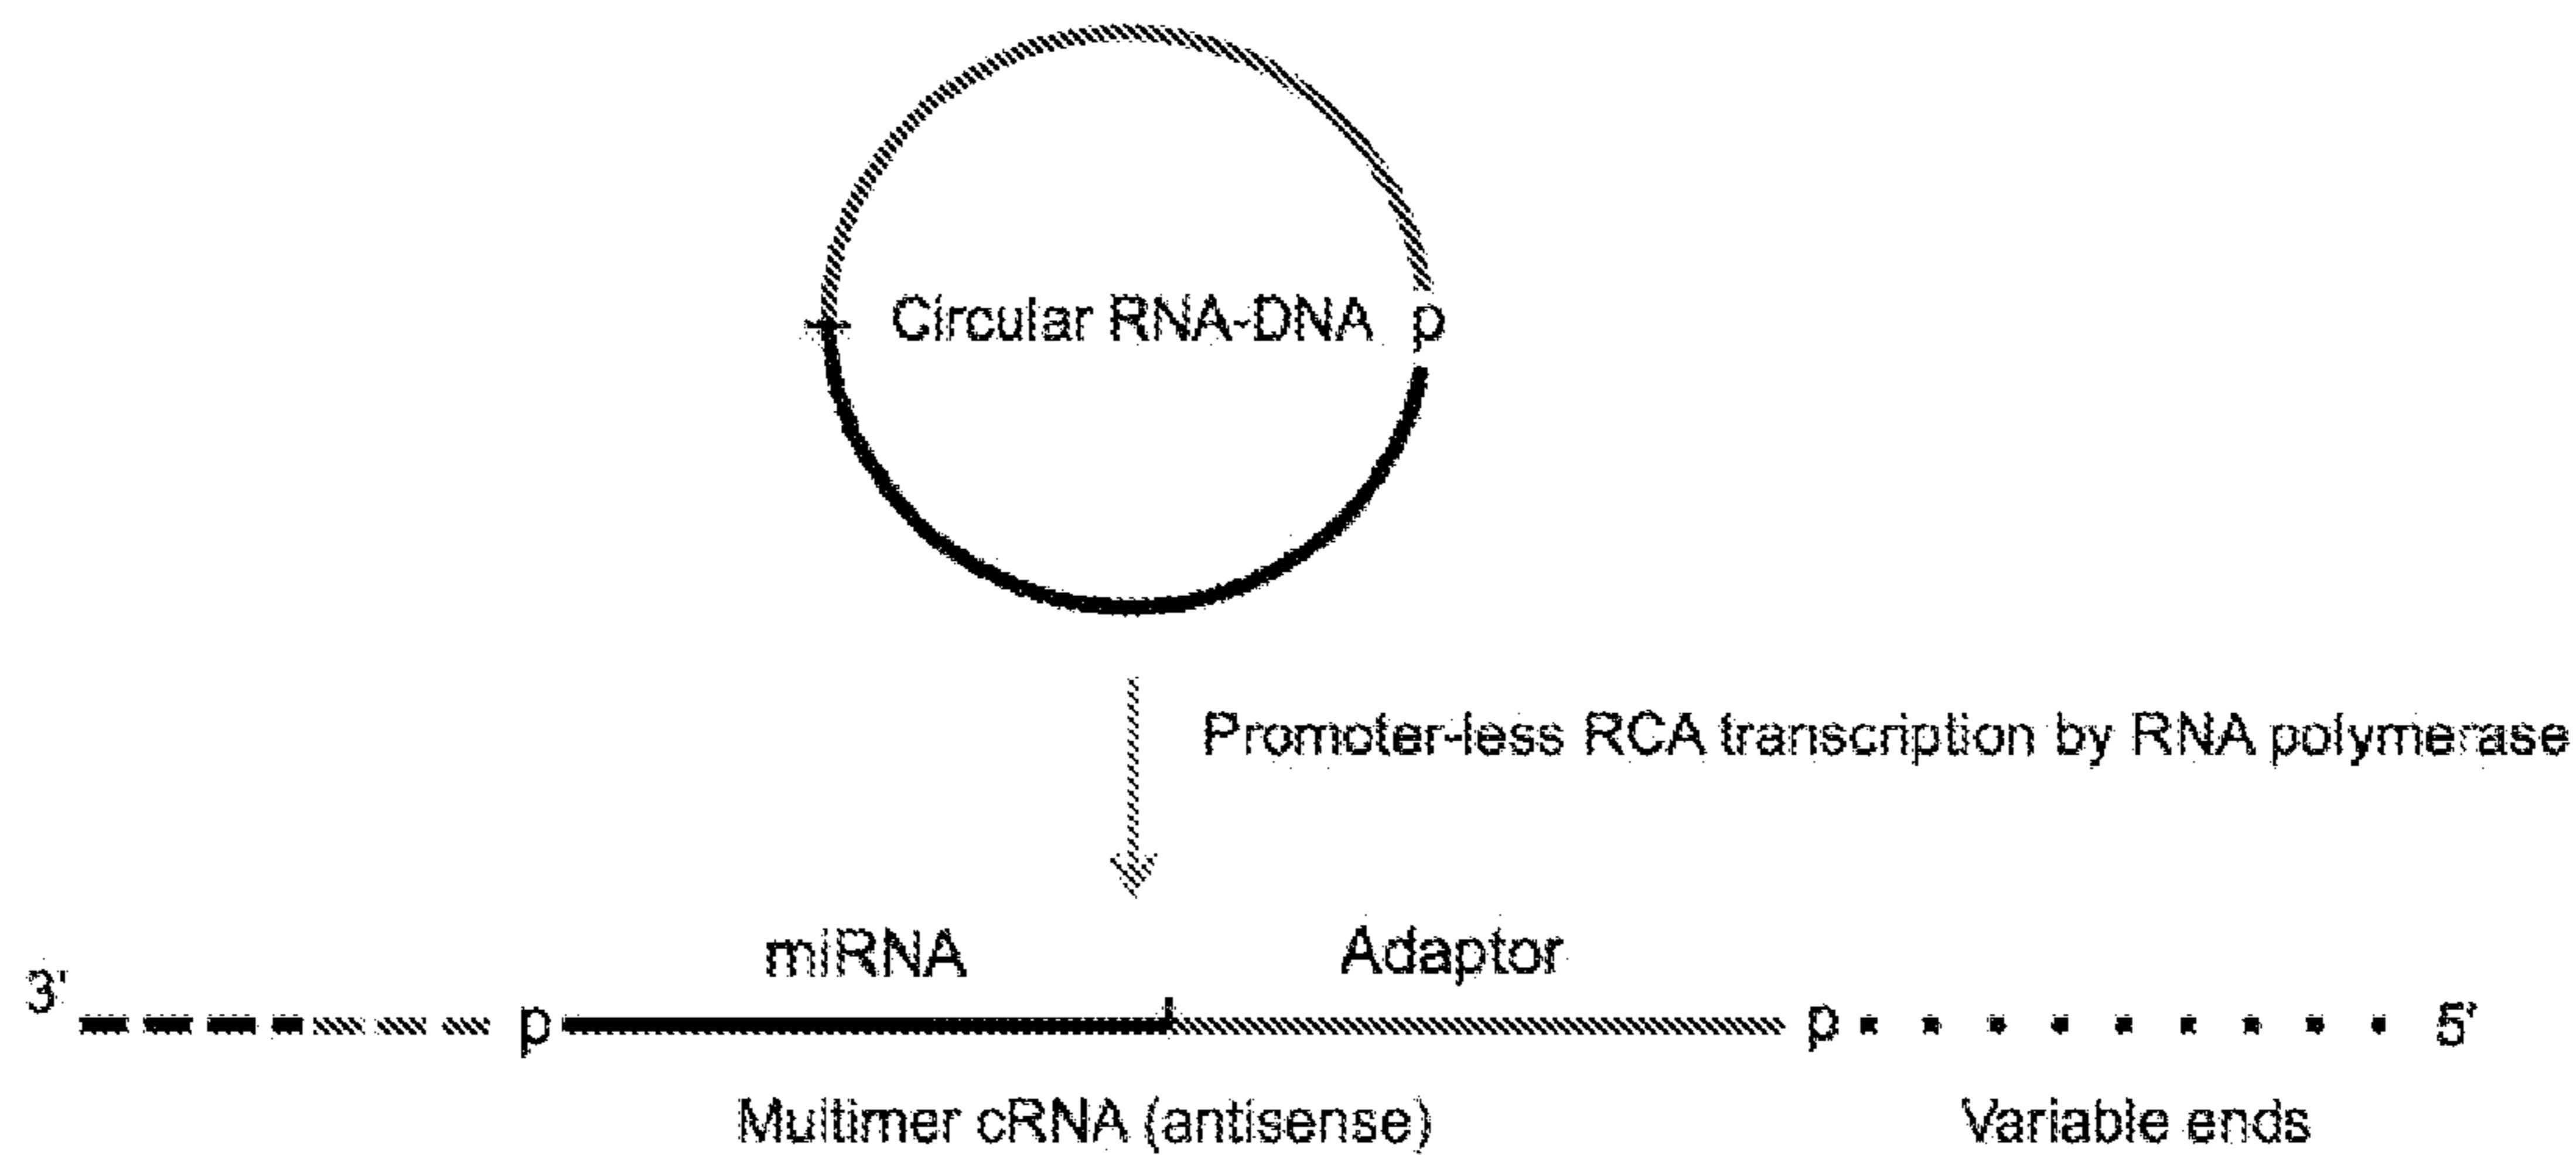 Circular RNA-DNA p
Promoter-less RCA transcription by RNA polymerase
miRNA Adaptor
3' p p 5'
Multimer cRNA (antisense) Variable ends